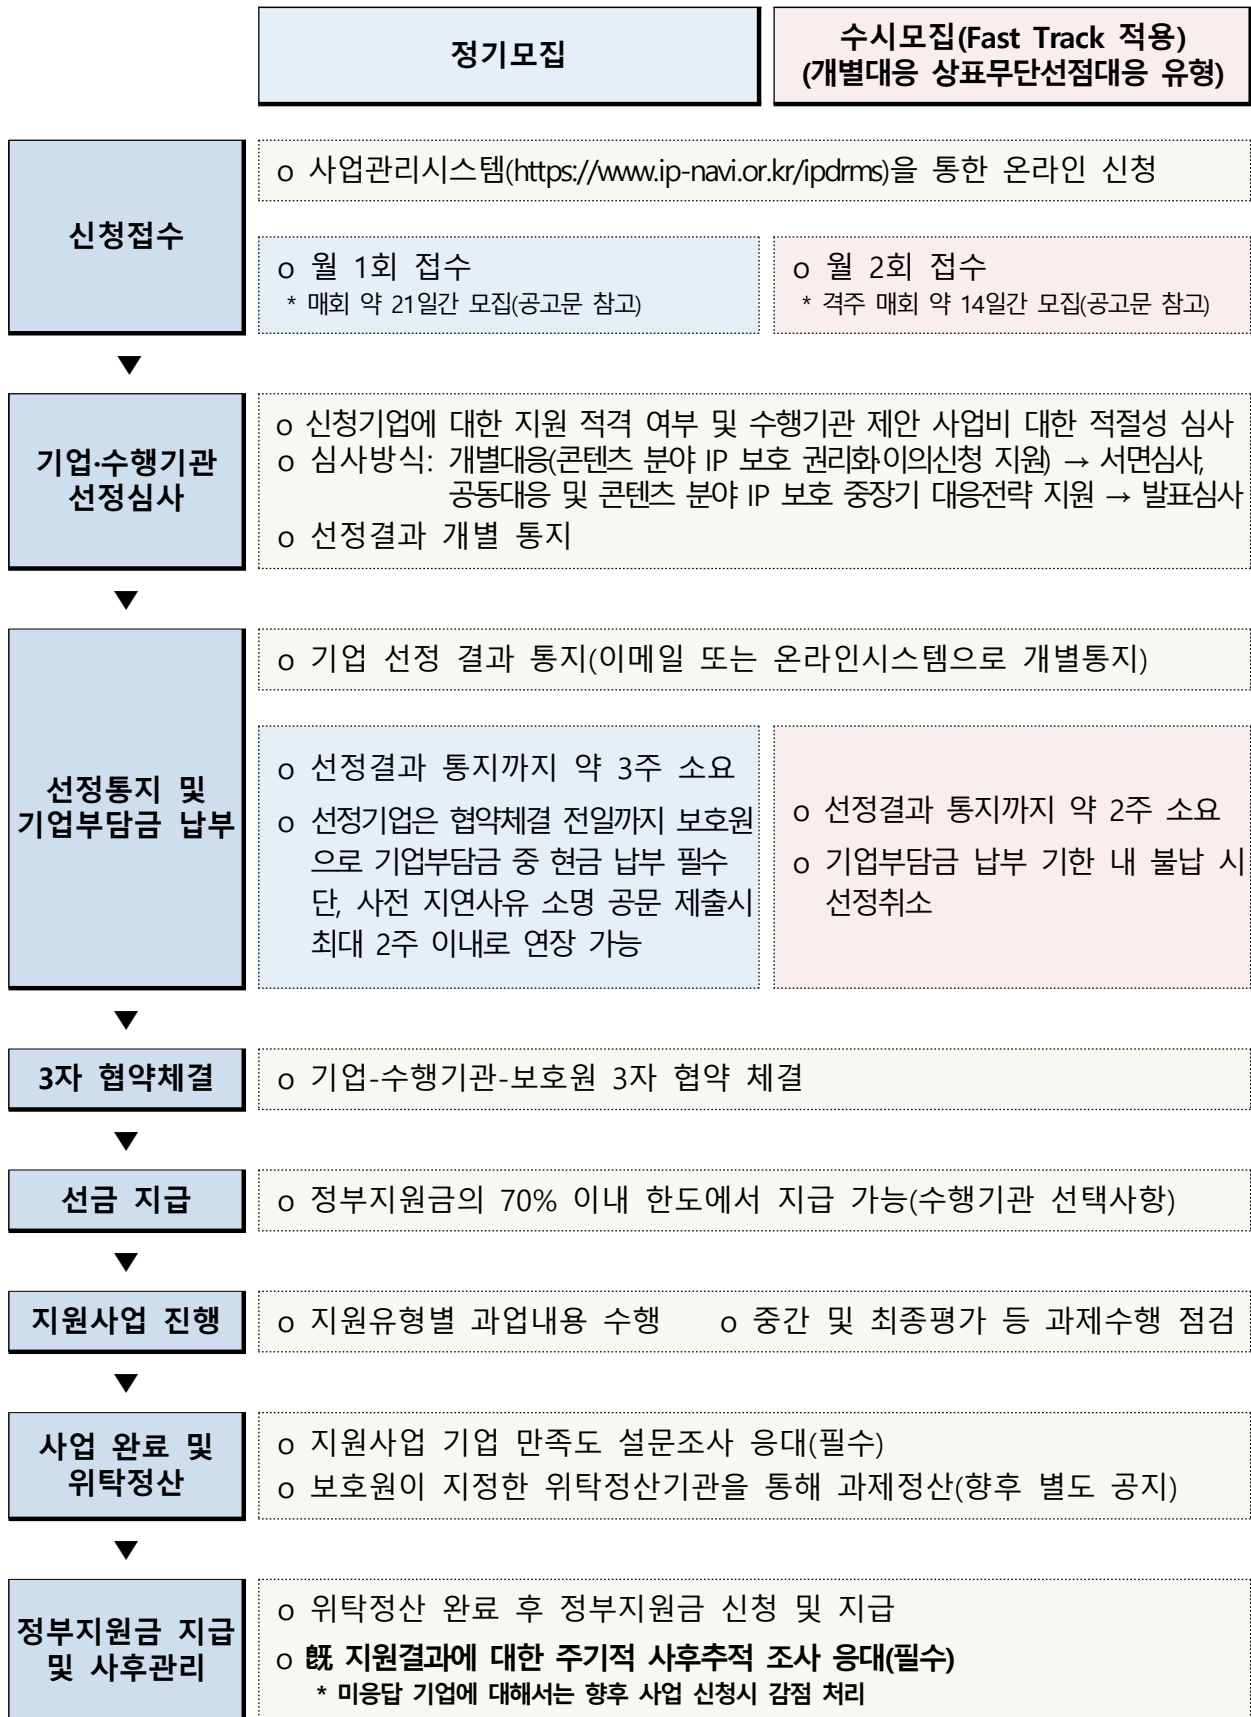 정기모집
수시모집(Fast Track 적용)
(개별대응 상표무단선점대응 유형)
신청접수
o 사업관리시스템(https://www.ip-navi.or.kr/ipdrms)을 통한 온라인 신청
o 월 1회 접수
* 매회 약 21일간 모집(공고문 참고)
o 월 2회 접수
* 격주 매회 약 14일간 모집(공고문 참고)
▼
기업·수행기관
선정심사
o 신청기업에 대한 지원 적격 여부 및 수행기관 제안 사업비 대한 적절성 심사
o 심사방식: 개별대응(콘텐츠 분야 IP 보호 권리화·이의신청 지원) → 서면심사,
공동대응 및 콘텐츠 분야 IP 보호 중장기 대응전략 지원 → 발표심사
o 선정결과 개별 통지
▼
선정통지 및
기업부담금 납부
o 기업 선정 결과 통지(이메일 또는 온라인시스템으로 개별통지)
o 선정결과 통지까지 약 3주 소요
o 선정기업은 협약체결 전일까지 보호원
으로 기업부담금 중 현금 납부 필수
단, 사전 지연사유 소명 공문 제출시
최대 2주 이내로 연장 가능
o 선정결과 통지까지 약 2주 소요
o 기업부담금 납부 기한 내 불납 시
선정취소
▼
3자 협약체결
o 기업-수행기관-보호원 3자 협약 체결
▼
선금 지급
o 정부지원금의 70% 이내 한도에서 지급 가능(수행기관 선택사항)
▼
지원사업 진행
o 지원유형별 과업내용 수행 o 중간 및 최종평가 등 과제수행 점검
▼
사업 완료 및
위탁정산
o 지원사업 기업 만족도 설문조사 응대(필수)
o 보호원이 지정한 위탁정산기관을 통해 과제정산(향후 별도 공지)
▼
정부지원금 지급
및 사후관리
o 위탁정산 완료 후 정부지원금 신청 및 지급
o 旣 지원결과에 대한 주기적 사후추적 조사 응대(필수)
* 미응답 기업에 대해서는 향후 사업 신청시 감점 처리